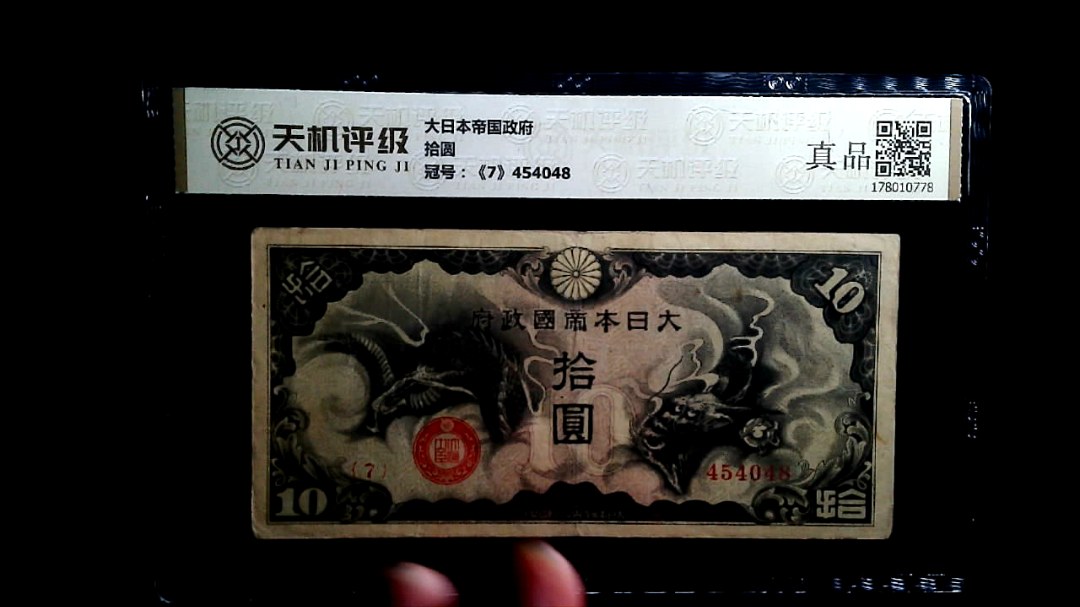 天机评级
TIAN JI PING JI
大日本帝国政府
拾圆
冠号：《7》454048
真品
178010778
拾
10
府政國帝本日大
拾
圓
10
(7)
454048
10
拾